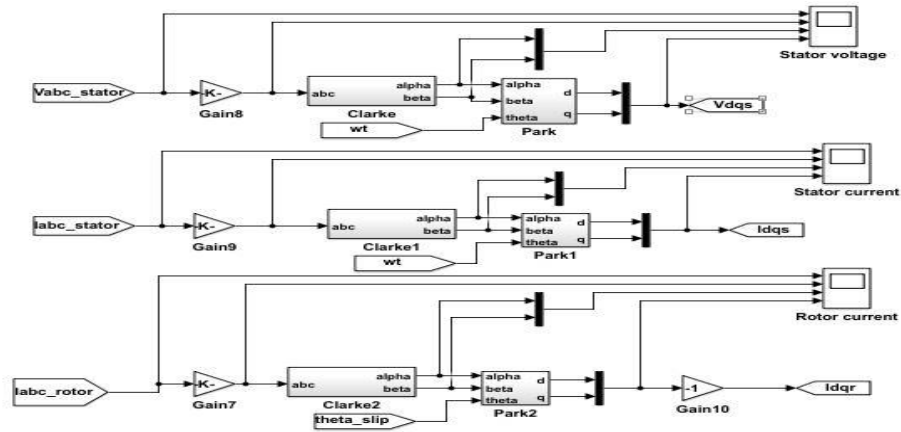 Stator voltage
Vabc_stator
-K-
Gain8
abc
alpha
beta
Clarke
alpha
beta
theta
d
q
Park
wt
Vdqs
Stator current
Iabc_stator
-K-
Gain9
abc
alpha
beta
Clarke1
alpha
beta
theta
d
q
Park1
wt
Idqs
Rotor current
Iabc_rotor
-K-
Gain7
abc
alpha
beta
Clarke2
alpha
beta
theta
d
q
Park2
theta_slip
-1
Gain10
Idqr